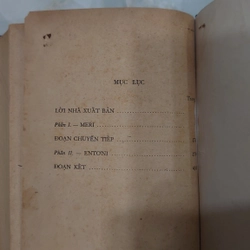 MỤC LỤC
LỜI NHÀ XUẤT BẢN
Phần I. — MERI
ĐOẠN CHUYỂN TIẾP
Phần II. — ENTONI
ĐOẠN KẾT